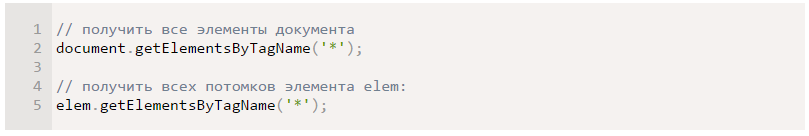 1 // получить все элементы документа
2 document.getElementsByTagName('*');
3
4 // получить всех потомков элемента elem:
5 elem.getElementsByTagName('*');